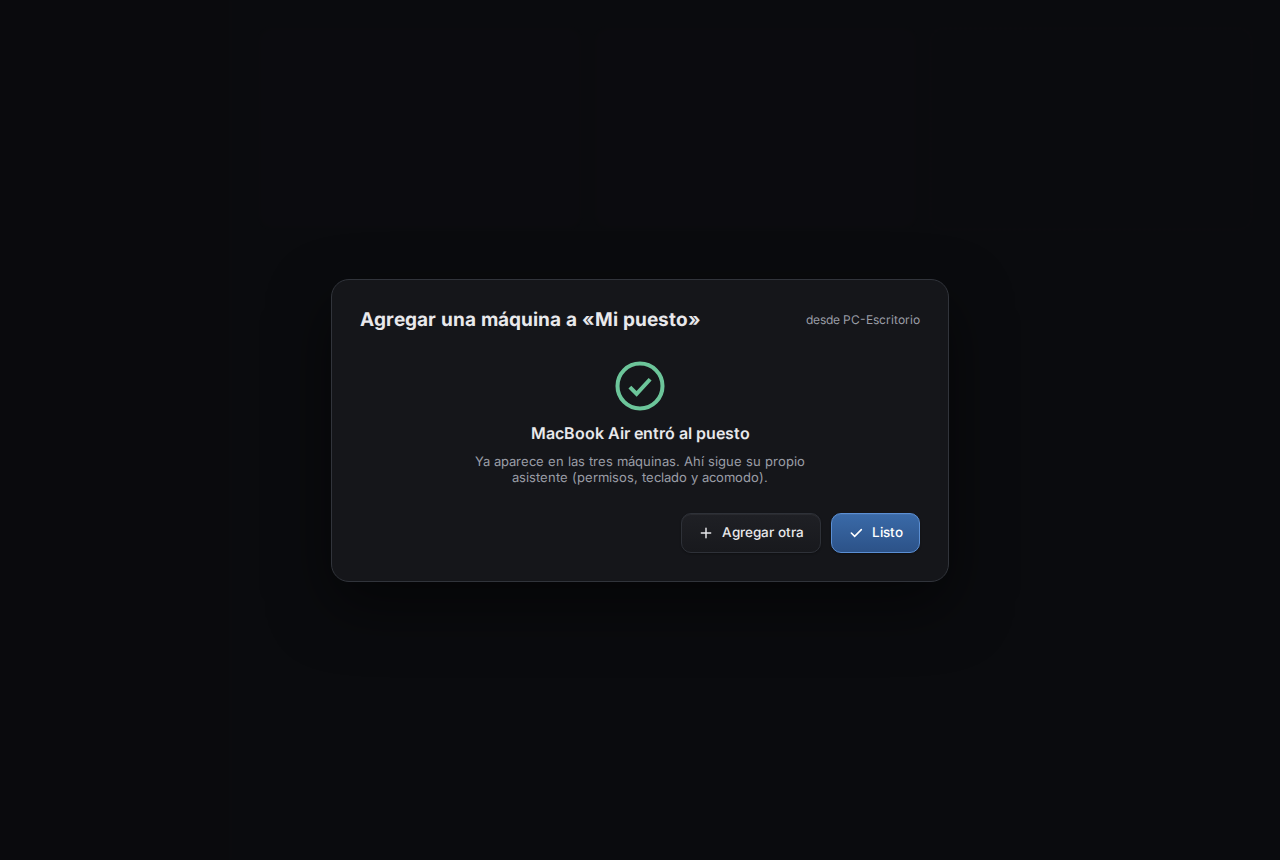 Agregar una máquina a «Mi puesto»
desde PC-Escritorio
MacBook Air entró al puesto
Ya aparece en las tres máquinas. Ahí sigue su propio
asistente (permisos, teclado y acomodo).
Agregar otra
Listo